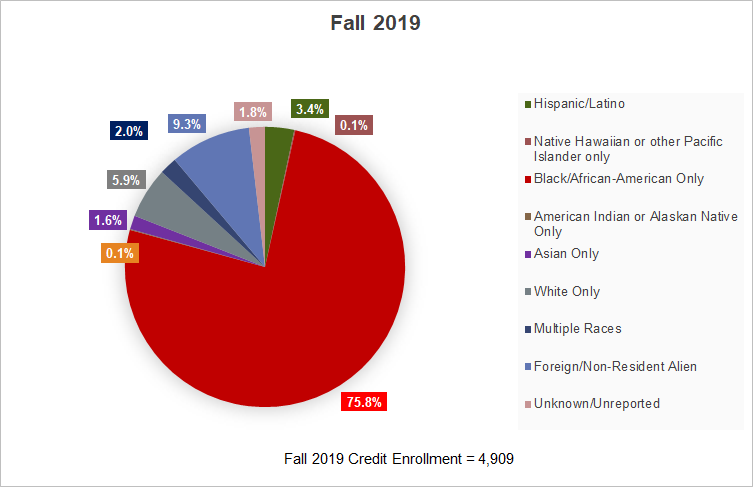 Fall 2019
1.8%
3.4%
9.3%
0.1%
2.0%
5.9%
1.6%
0.1%
75.8%
Hispanic/Latino
Native Hawaiian or other Pacific
Islander only
Black/African-American Only
American Indian or Alaskan Native
Only
Asian Only
White Only
Multiple Races
Foreign/Non-Resident Alien
Unknown/Unreported
Fall 2019 Credit Enrollment = 4,909